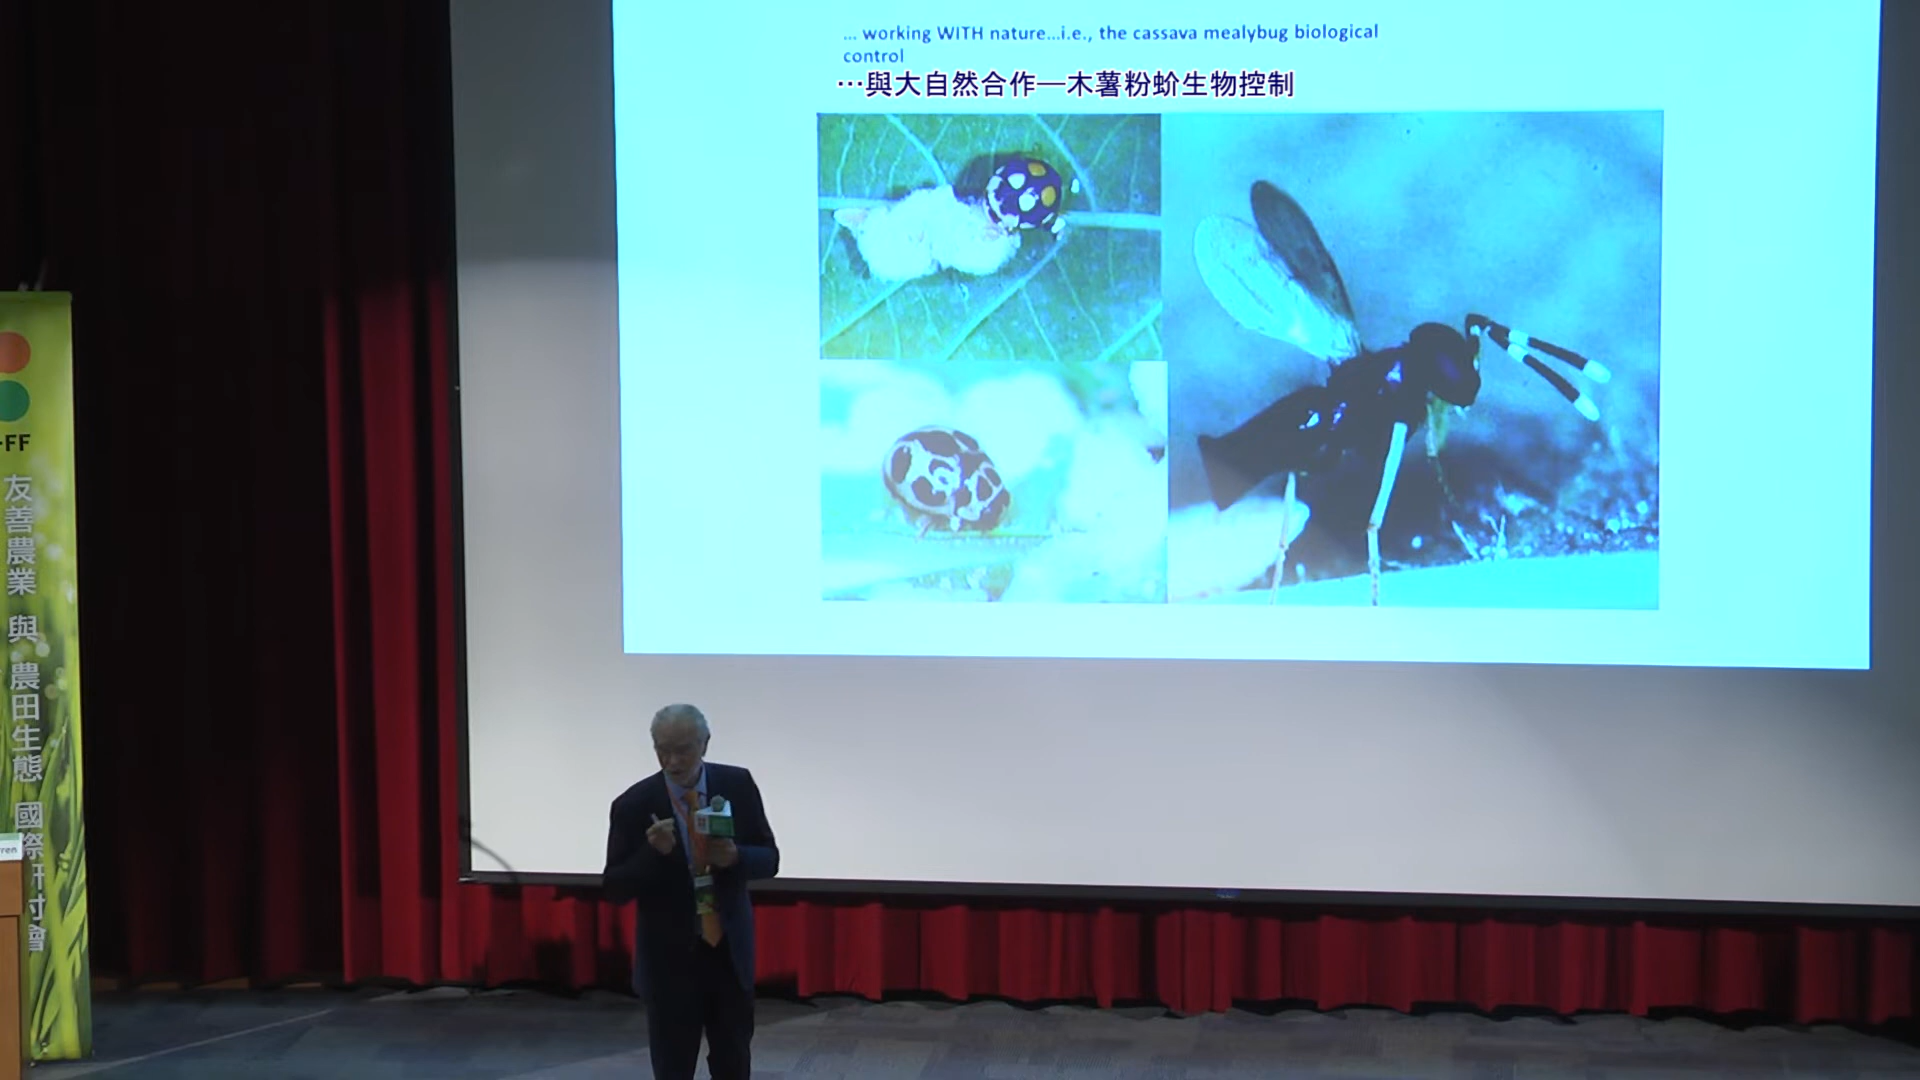 ... working WITH nature...i.e., the cassava mealybug biological
control
…與大自然合作—木薯粉蚧生物控制
-FF
友善農業 與 農田生態 國際研討會
ren